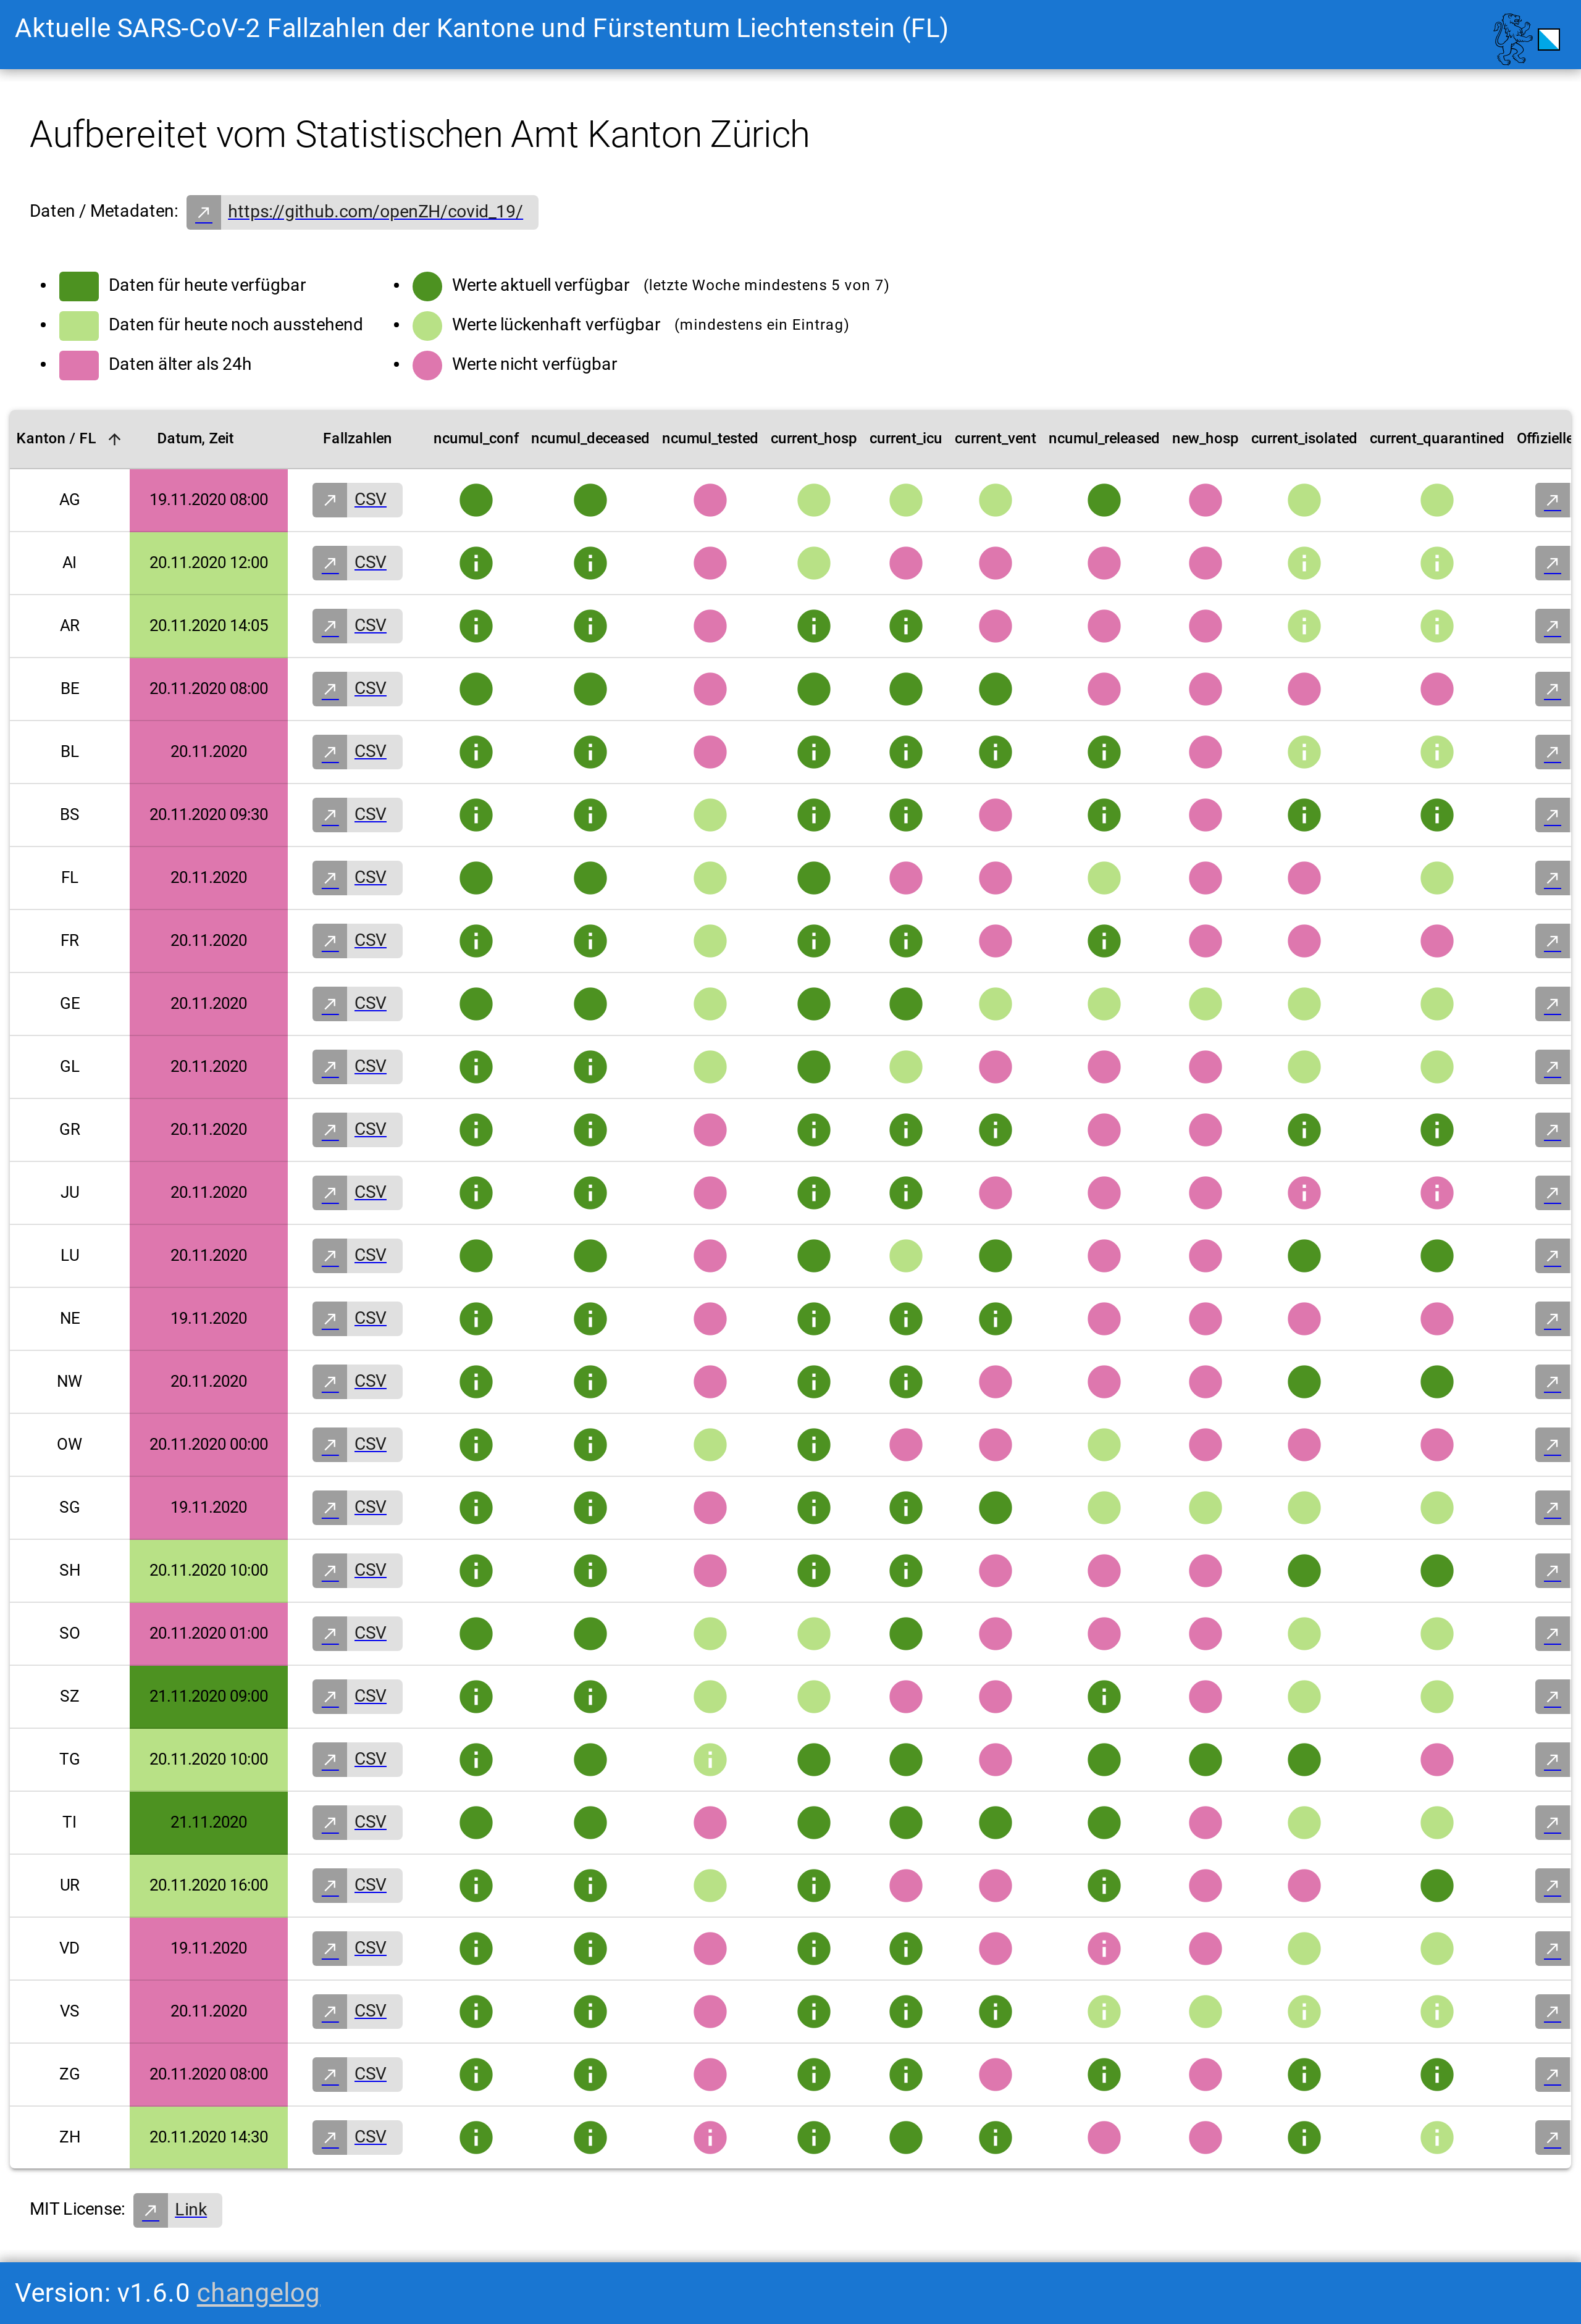 Aktuelle SARS-CoV-2 Fallzahlen der Kantone und Fürstentum Liechtenstein (FL)
Aufbereitet vom Statistischen Amt Kanton Zürich
Daten / Metadaten: https://github.com/openZH/covid_19/
Daten für heute verfügbar
Daten für heute noch ausstehend
Daten älter als 24h
Werte aktuell verfügbar (letzte Woche mindestens 5 von 7)
Werte lückenhaft verfügbar (mindestens ein Eintrag)
Werte nicht verfügbar
Kanton / FL Datum, Zeit Fallzahlen ncumul_conf ncumul_deceased ncumul_tested current_hosp current_icu current_vent ncumul_released new_hosp current_isolated current_quarantined Offizielle
AG 19.11.2020 08:00 CSV
AI 20.11.2020 12:00 CSV
AR 20.11.2020 14:05 CSV
BE 20.11.2020 08:00 CSV
BL 20.11.2020 CSV
BS 20.11.2020 09:30 CSV
FL 20.11.2020 CSV
FR 20.11.2020 CSV
GE 20.11.2020 CSV
GL 20.11.2020 CSV
GR 20.11.2020 CSV
JU 20.11.2020 CSV
LU 20.11.2020 CSV
NE 19.11.2020 CSV
NW 20.11.2020 CSV
OW 20.11.2020 00:00 CSV
SG 19.11.2020 CSV
SH 20.11.2020 10:00 CSV
SO 20.11.2020 01:00 CSV
SZ 21.11.2020 09:00 CSV
TG 20.11.2020 10:00 CSV
TI 21.11.2020 CSV
UR 20.11.2020 16:00 CSV
VD 19.11.2020 CSV
VS 20.11.2020 CSV
ZG 20.11.2020 08:00 CSV
ZH 20.11.2020 14:30 CSV
MIT License: Link
Version: v1.6.0 changelog